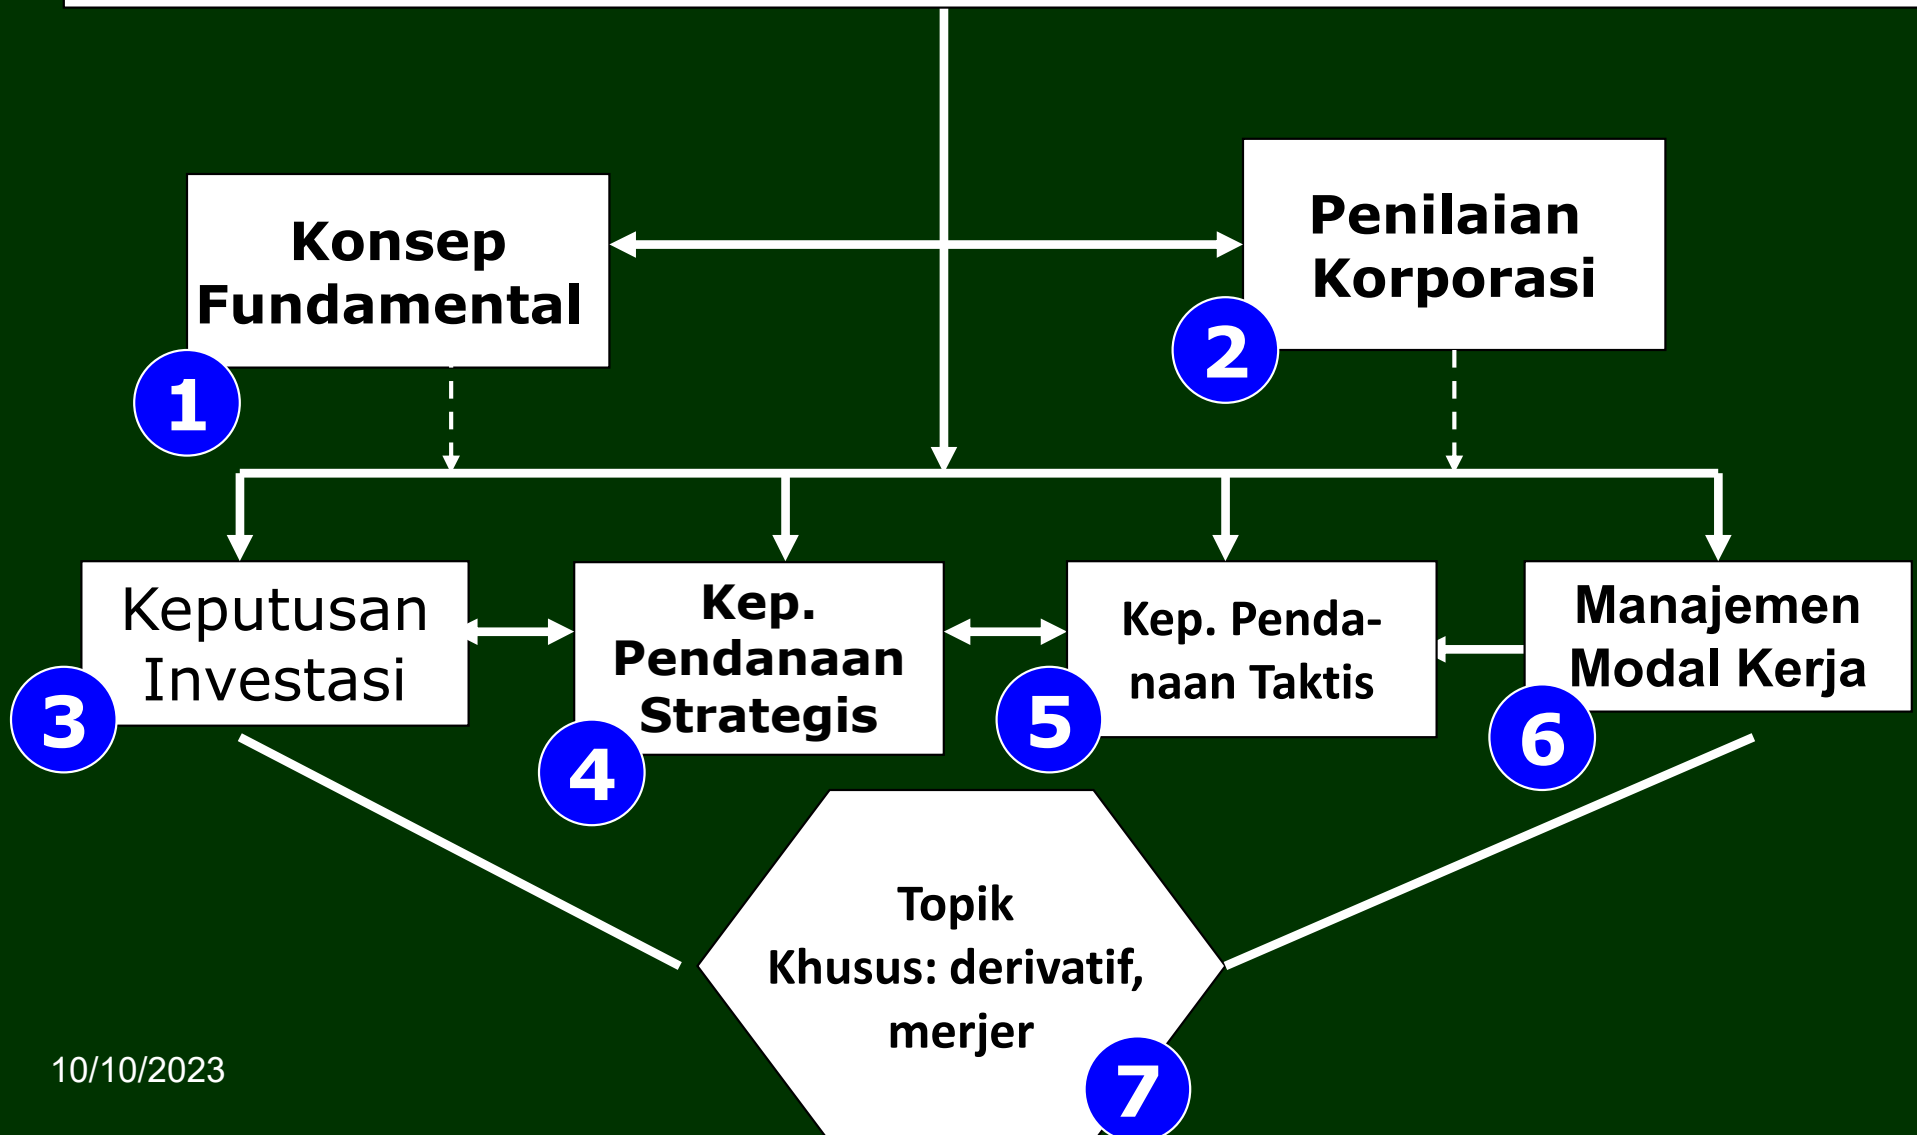 Konsep
Fundamental
1
Penilaian
Korporasi
2
Keputusan
Investasi
3
Kep.
Pendanaan
Strategis
4
Kep. Penda-
naan Taktis
5
Manajemen
Modal Kerja
6
Topik
Khusus: derivatif,
merjer
7
10/10/2023